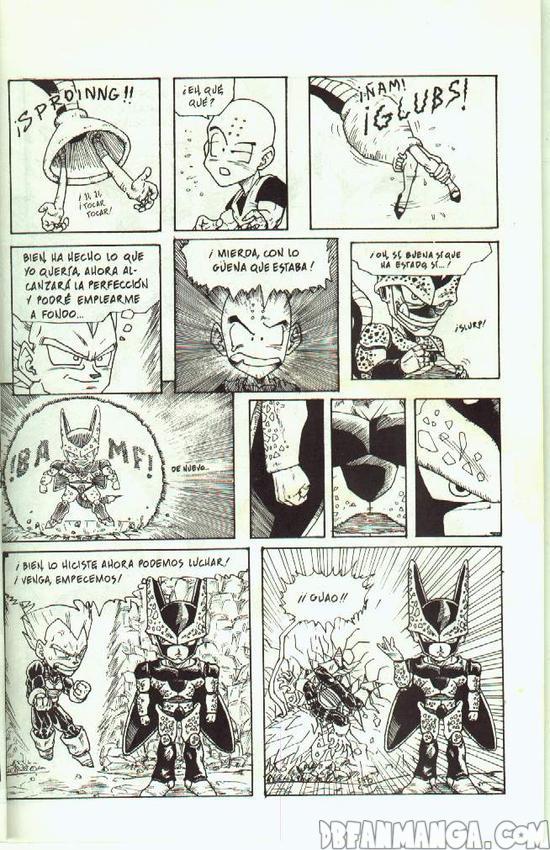 ¡SPROINNG!!
¡JI, JI,
¡TOCAR
TOCAR!
¿EH, QUÉ
QUÉ?
¡ÑAM!
¡GLUBS!
BIEN, HA HECHO LO QUE
YO QUERÍA, AHORA AL-
CANZARÁ LA PERFECCIÓN
Y PODRÉ EMPLEARME
A FONDO...
¡MIERDA, CON LO
GÜENA QUE ESTABA!
¡OH, SÍ, BUENA SÍ QUE
HA ESTADO, SÍ...!
¡SLURP!
¡BAMF!
DE NUEVO...
¡BIEN, LO HICISTE AHORA PODEMOS LUCHAR!
¡VENGA, EMPECEMOS!
¡¡GUAO!!
!
DBFANMANGA.COM